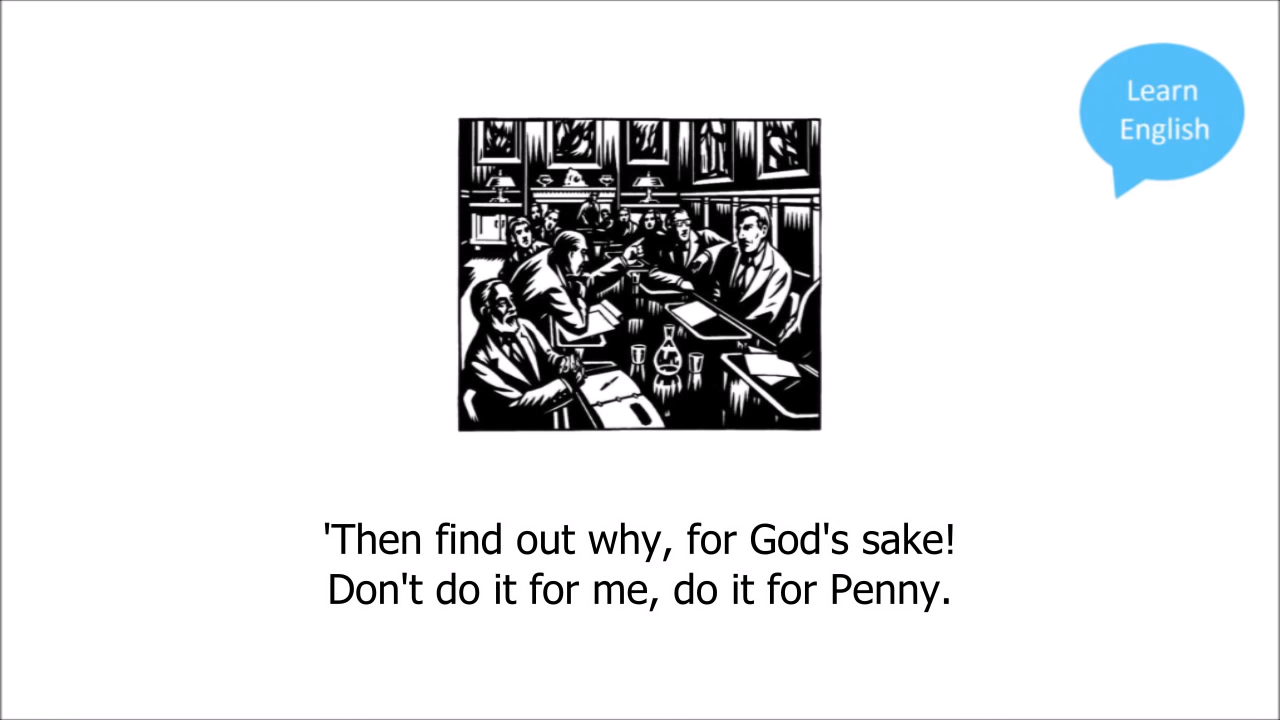 Learn
English
'Then find out why, for God's sake!
Don't do it for me, do it for Penny.